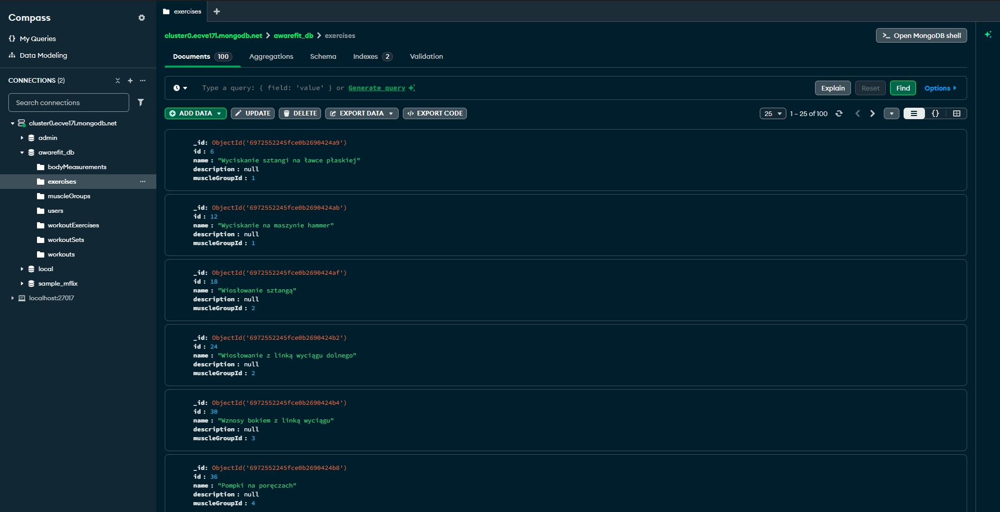 Compass
My Queries
Data Modeling
CONNECTIONS (2)
Search connections
cluster0.ecve17l.mongodb.net
admin
awarefit_db
bodyMeasurements
exercises
muscleGroups
users
workoutExercises
workoutSets
workouts
local
sample_mflix
localhost:27017
exercises
cluster0.ecve17l.mongodb.net > awarefit_db > exercises
>_ Open MongoDB shell
Documents 100 Aggregations Schema Indexes 2 Validation
Type a query: { field: 'value' } or Generate query
Explain Reset Find Options
ADD DATA UPDATE DELETE EXPORT DATA EXPORT CODE
25 1 – 25 of 100
_id: ObjectId('6972552245fce0b2690424a9')
id : 6
name : "Wyciskanie sztangi na ławce płaskiej"
description : null
muscleGroupId : 1
_id: ObjectId('6972552245fce0b2690424ab')
id : 12
name : "Wyciskanie na maszynie hammer"
description : null
muscleGroupId : 1
_id: ObjectId('6972552245fce0b2690424af')
id : 18
name : "Wiosłowanie sztangą"
description : null
muscleGroupId : 2
_id: ObjectId('6972552245fce0b2690424b2')
id : 24
name : "Wiosłowanie z linką wyciągu dolnego"
description : null
muscleGroupId : 2
_id: ObjectId('6972552245fce0b2690424b4')
id : 30
name : "Wznosy bokiem z linką wyciągu"
description : null
muscleGroupId : 3
_id: ObjectId('6972552245fce0b2690424b8')
id : 36
name : "Pompki na poręczach"
description : null
muscleGroupId : 4